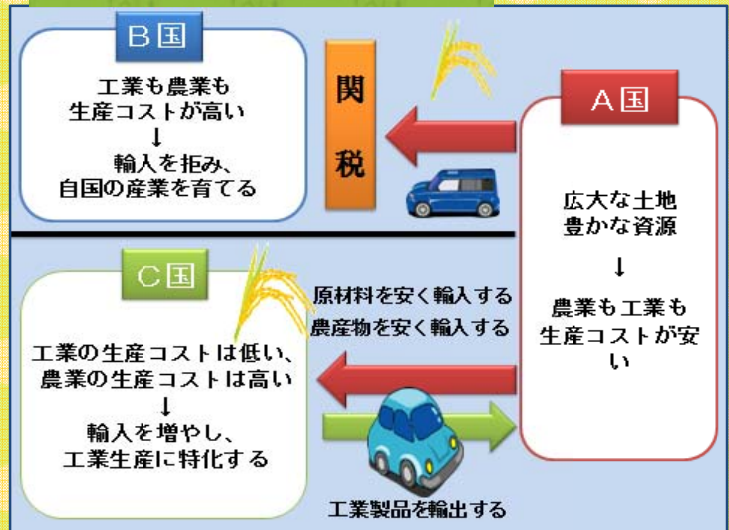 B国
工業も農業も
生産コストが高い
↓
輸入を拒み、
自国の産業を育てる
関
税
A国
広大な土地
豊かな資源
↓
農業も工業も
生産コストが安
い
C国
工業の生産コストは低い、
農業の生産コストは高い
↓
輸入を増やし、
工業生産に特化する
原材料を安く輸入する
農産物を安く輸入する
工業製品を輸出する